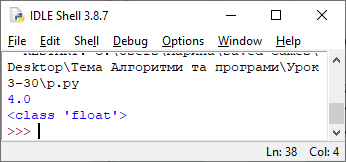 IDLE Shell 3.8.7
File Edit Shell Debug Options Window Help
Desktop\Тема Алгоритми та програми\Урок
3-30\p.py
4.0
<class 'float'>
>>>
Ln: 38 Col: 4